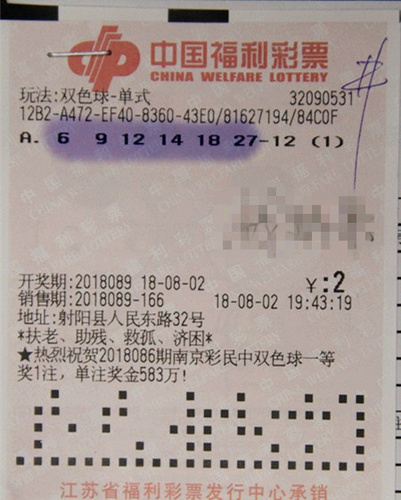 中国福利彩票
CHINA WELFARE LOTTERY
玩法:双色球-单式 32090531
12B2-A472-EF40-8360-43E0/81627194/84C0F
A. 6 9 12 14 18 27-12 (1)
开奖期:2018089 18-08-02 ¥:2
销售期:2018089-166 18-08-02 19:43:19
地址:射阳县人民东路32号
*扶老、助残、救孤、济困*
★热烈祝贺2018086期南京彩民中双色球一等
奖1注,单注奖金583万!
江苏省福利彩票发行中心承销